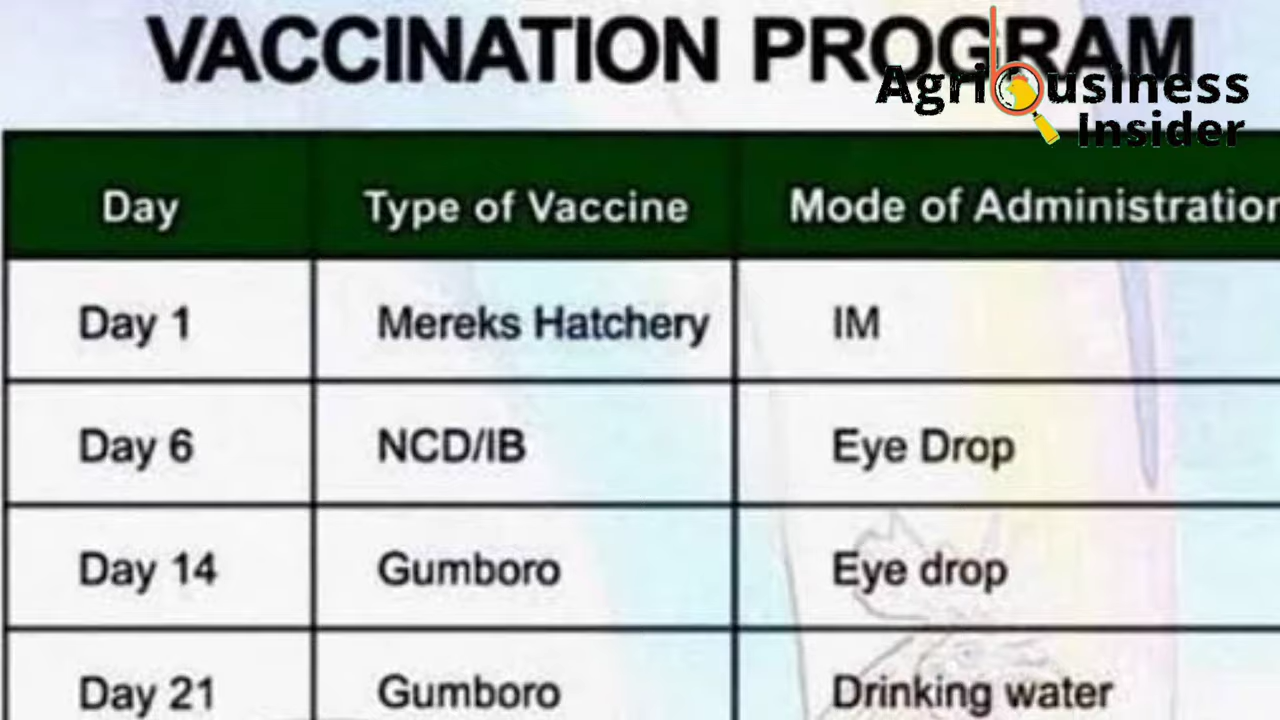 VACCINATION PROGRAM
Agribusiness
Insider
Day Type of Vaccine Mode of Administration
Day 1 Mereks Hatchery IM
Day 6 NCD/IB Eye Drop
Day 14 Gumboro Eye drop
Day 21 Gumboro Drinking water